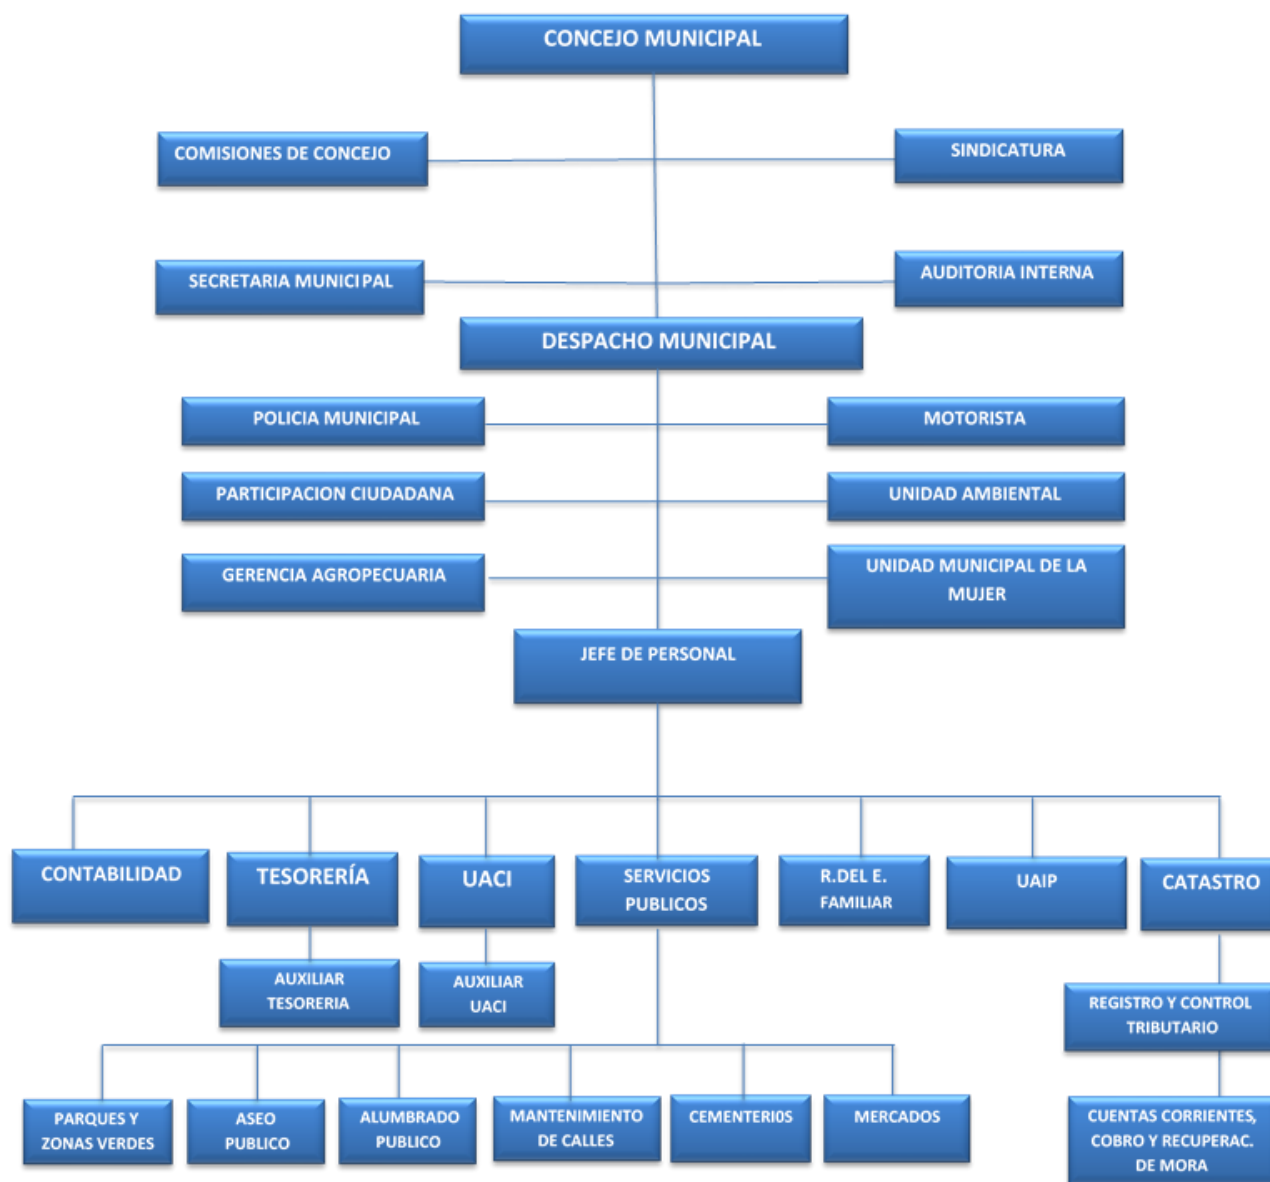 CONCEJO MUNICIPAL
COMISIONES DE CONCEJO
SINDICATURA
SECRETARIA MUNICIPAL
AUDITORIA INTERNA
DESPACHO MUNICIPAL
POLICIA MUNICIPAL
MOTORISTA
PARTICIPACION CIUDADANA
UNIDAD AMBIENTAL
GERENCIA AGROPECUARIA
UNIDAD MUNICIPAL DE LA
MUJER
JEFE DE PERSONAL
CONTABILIDAD
TESORERÍA
UACI
SERVICIOS
PUBLICOS
R.DEL E.
FAMILIAR
UAIP
CATASTRO
AUXILIAR
TESORERIA
AUXILIAR
UACI
REGISTRO Y CONTROL
TRIBUTARIO
PARQUES Y
ZONAS VERDES
ASEO
PUBLICO
ALUMBRADO
PUBLICO
MANTENIMIENTO
DE CALLES
CEMENTERI0S
MERCADOS
CUENTAS CORRIENTES,
COBRO Y RECUPERAC.
DE MORA